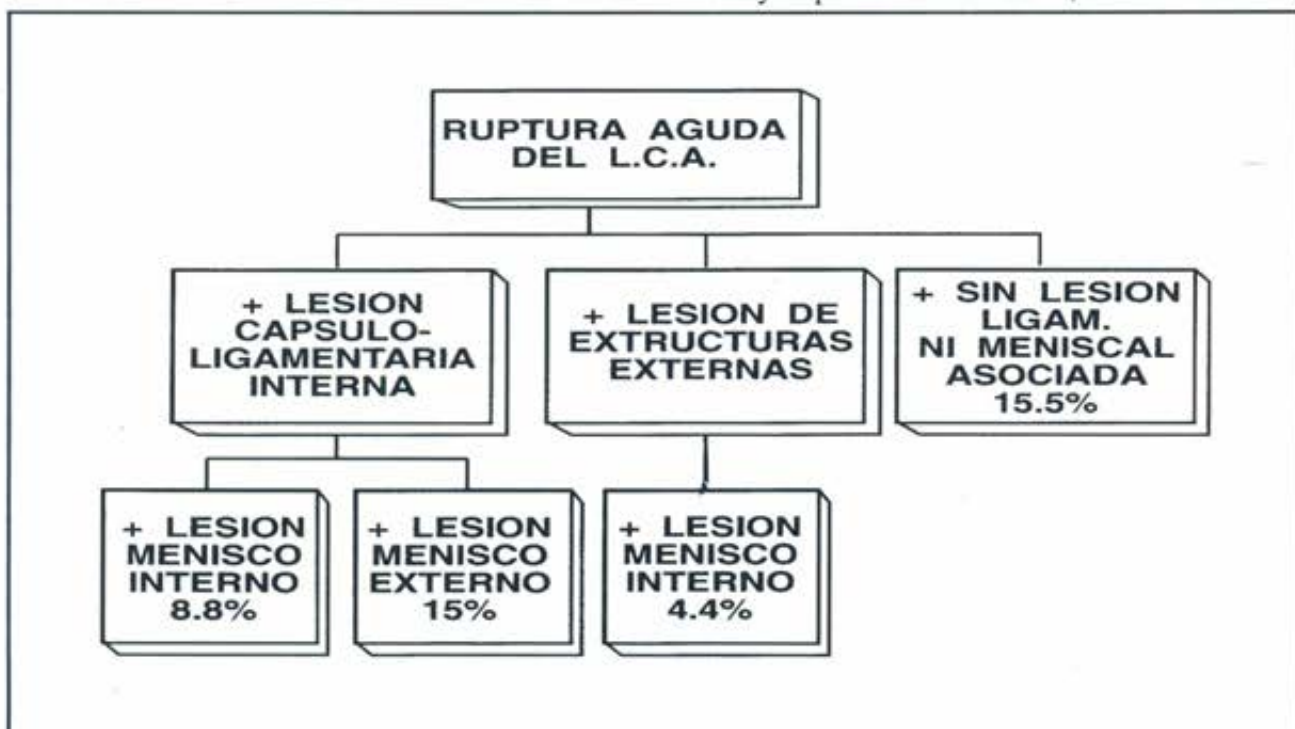 RUPTURA AGUDA
DEL L.C.A.
+ LESION
CAPSULO-
LIGAMENTARIA
INTERNA
+ LESION DE
EXTRUCTURAS
EXTERNAS
+ SIN LESION
LIGAM.
NI MENISCAL
ASOCIADA
15.5%
+ LESION
MENISCO
INTERNO
8.8%
+ LESION
MENISCO
EXTERNO
15%
+ LESION
MENISCO
INTERNO
4.4%